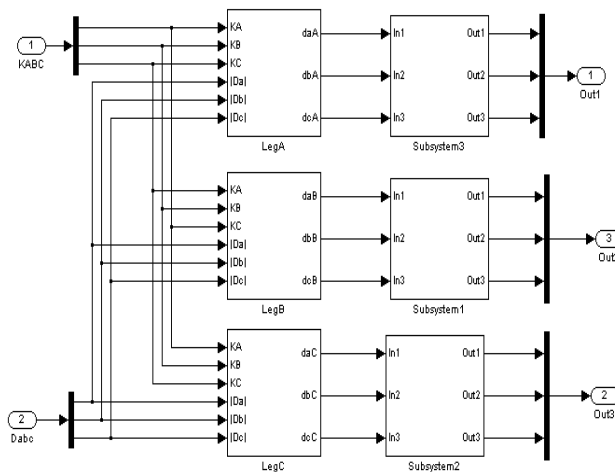 1
KABC
KA
KB
KC
|Da|
|Db|
|Dc|
daA
dbA
dcA
LegA
In1
In2
In3
Out1
Out2
Out3
Subsystem3
1
Out1
KA
KB
KC
|Da|
|Db|
|Dc|
daB
dbB
dcB
LegB
In1
In2
In3
Out1
Out2
Out3
Subsystem1
3
KA
KB
KC
|Da|
|Db|
|Dc|
daC
dbC
dcC
LegC
In1
In2
In3
Out1
Out2
Out3
Subsystem2
2
Out3
2
Dabc